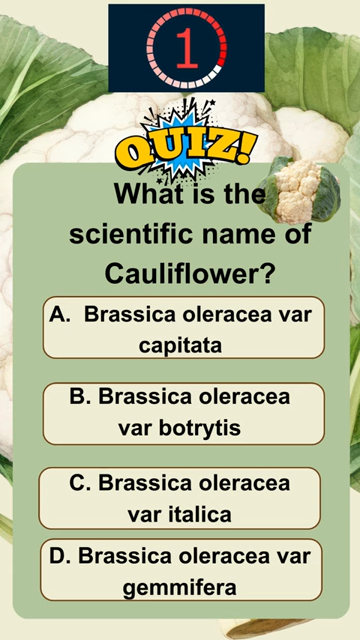 1
QUIZ!
What is the
scientific name of
Cauliflower?
A. Brassica oleracea var
capitata
B. Brassica oleracea
var botrytis
C. Brassica oleracea
var italica
D. Brassica oleracea var
gemmifera